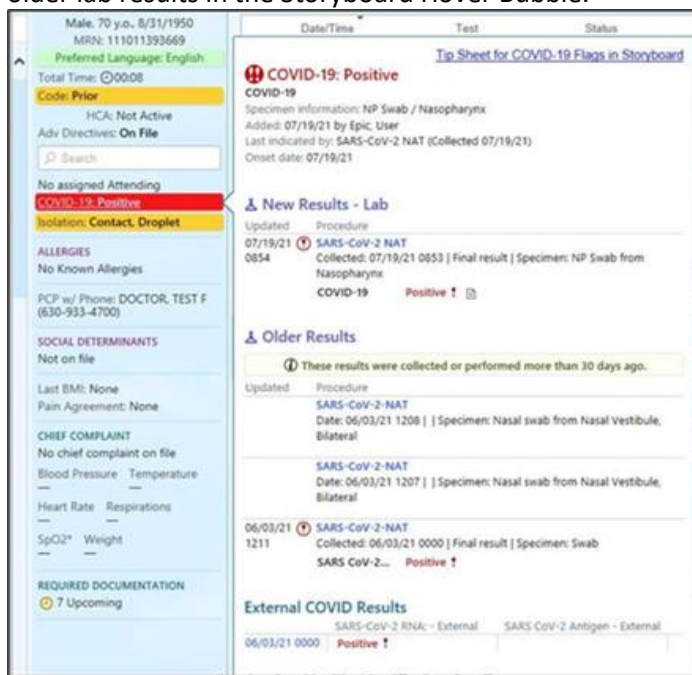 older lab results in the Storyboard Hover Bubble.
Male, 70 y.o., 8/31/1950
MRN: 111011393669
Preferred Language: English
Total Time: 00:08
Code: Prior
HCA: Not Active
Adv Directives: On File
Search
No assigned Attending
COVID-19: Positive
Isolation: Contact, Droplet
ALLERGIES
No Known Allergies
PCP w/ Phone: DOCTOR, TEST F
(630-933-4700)
SOCIAL DETERMINANTS
Not on file
Last BMI: None
Pain Agreement: None
CHIEF COMPLAINT
No chief complaint on file
Blood Pressure Temperature
— —
Heart Rate Respirations
— —
SpO2* Weight
— —
REQUIRED DOCUMENTATION
7 Upcoming
Date/Time Test Status
Tip Sheet for COVID-19 Flags in Storyboard
COVID-19: Positive
COVID-19
Specimen information: NP Swab / Nasopharynx
Added: 07/19/21 by Epic, User
Last indicated by: SARS-CoV-2 NAT (Collected 07/19/21)
Onset date: 07/19/21
New Results - Lab
Updated Procedure
07/19/21 SARS-CoV-2 NAT
0854 Collected: 07/19/21 0853 | Final result | Specimen: NP Swab from
Nasopharynx
COVID-19 Positive !
Older Results
These results were collected or performed more than 30 days ago.
Updated Procedure
SARS-CoV-2-NAT
Date: 06/03/21 1208 | | Specimen: Nasal swab from Nasal Vestibule,
Bilateral
SARS-CoV-2-NAT
Date: 06/03/21 1207 | | Specimen: Nasal swab from Nasal Vestibule,
Bilateral
06/03/21 SARS-CoV-2-NAT
1211 Collected: 06/03/21 0000 | Final result | Specimen: Swab
SARS CoV-2... Positive !
External COVID Results
SARS-CoV-2 RNA; - External SARS CoV-2 Antigen - External
06/03/21 0000 Positive !